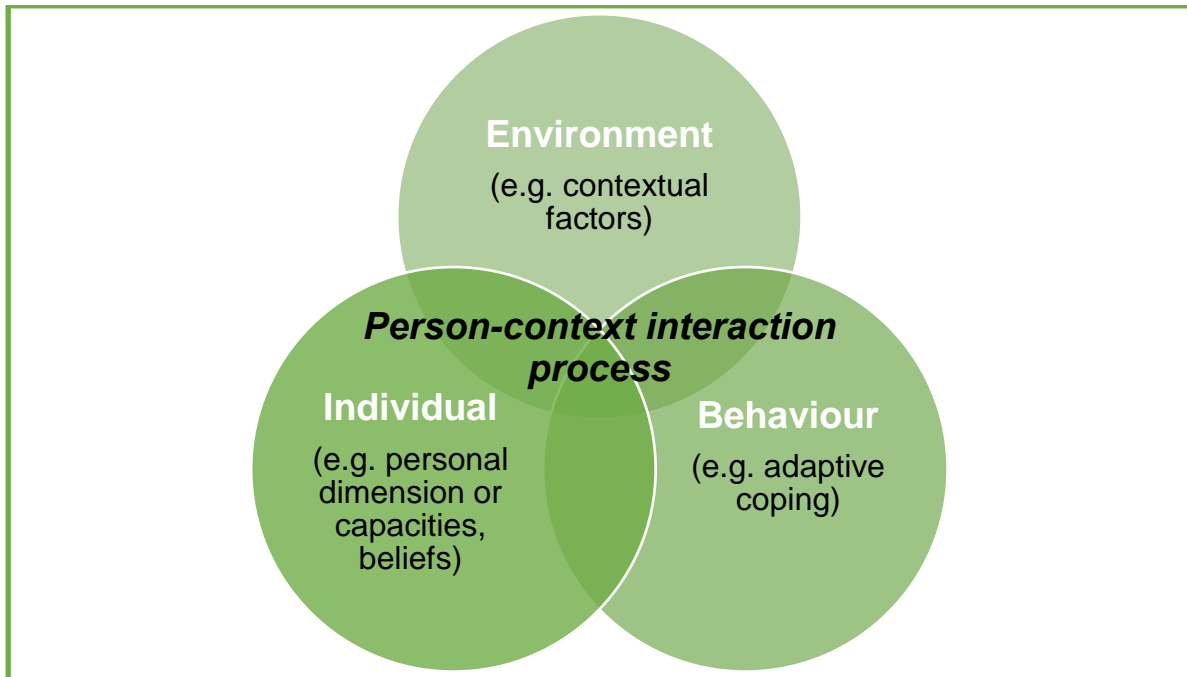 Environment
(e.g. contextual
factors)
Person-context interaction
process
Individual
(e.g. personal
dimension or
capacities,
beliefs)
Behaviour
(e.g. adaptive
coping)